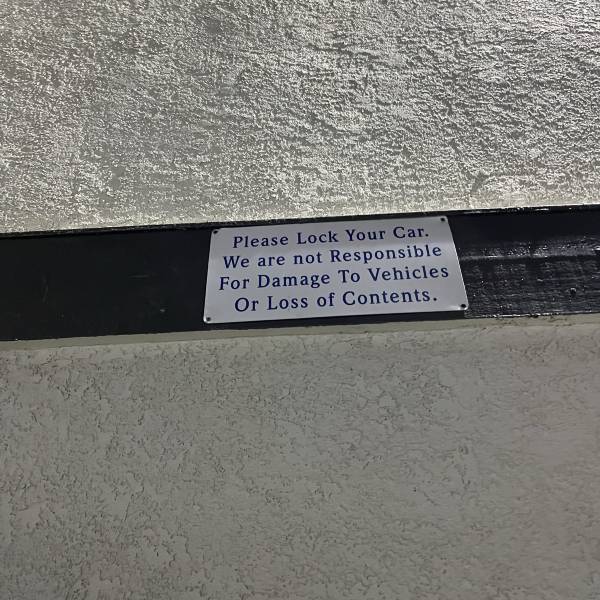 Please Lock Your Car.
We are not Responsible
For Damage To Vehicles
Or Loss of Contents.